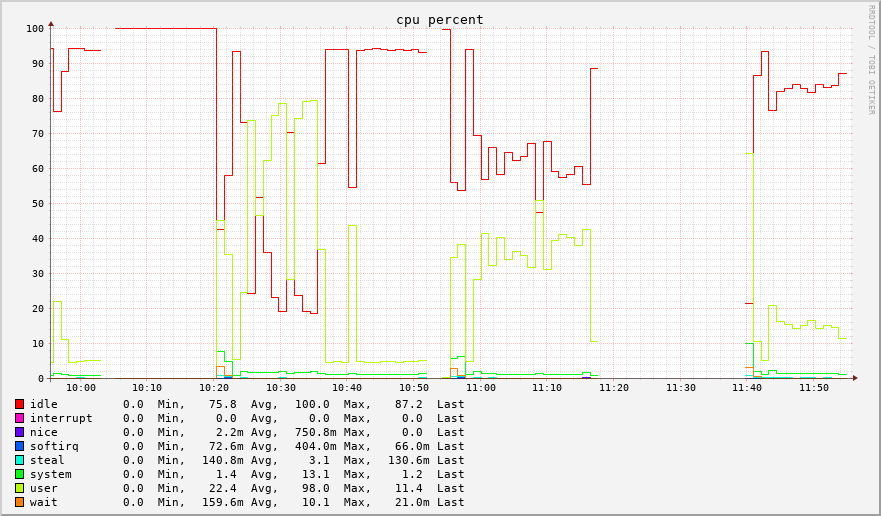 cpu percent
RRDTOOL / TOBI OETIKER
100
90
80
70
60
50
40
30
20
10
0
10:00 10:10 10:20 10:30 10:40 10:50 11:00 11:10 11:20 11:30 11:40 11:50
idle 0.0 Min, 75.8 Avg, 100.0 Max, 87.2 Last
interrupt 0.0 Min, 0.0 Avg, 0.0 Max, 0.0 Last
nice 0.0 Min, 2.2m Avg, 750.8m Max, 0.0 Last
softirq 0.0 Min, 72.6m Avg, 404.0m Max, 66.0m Last
steal 0.0 Min, 140.8m Avg, 3.1 Max, 130.6m Last
system 0.0 Min, 1.4 Avg, 13.1 Max, 1.2 Last
user 0.0 Min, 22.4 Avg, 98.0 Max, 11.4 Last
wait 0.0 Min, 159.6m Avg, 10.1 Max, 21.0m Last